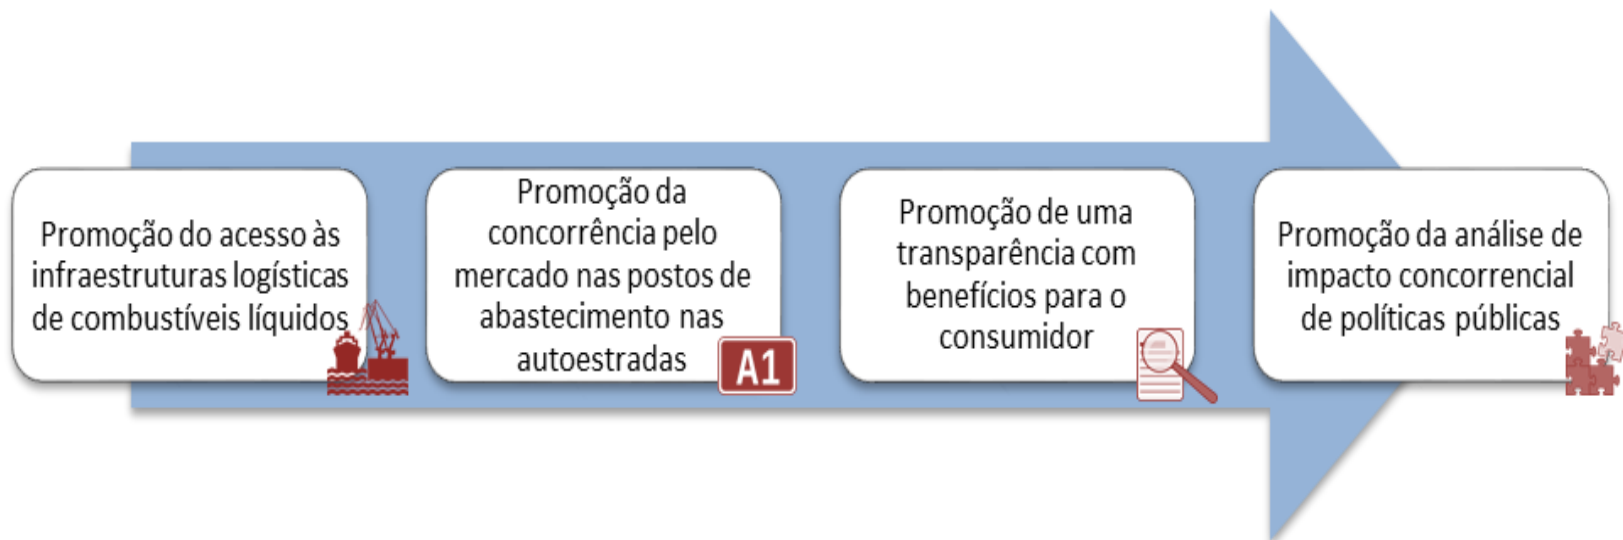 Promoção do acesso às
infraestruturas logísticas
de combustíveis líquidos
Promoção da
concorrência pelo
mercado nas postos de
abastecimento nas
autoestradas
A1
Promoção de uma
transparência com
benefícios para o
consumidor
Promoção da análise de
impacto concorrencial
de políticas públicas